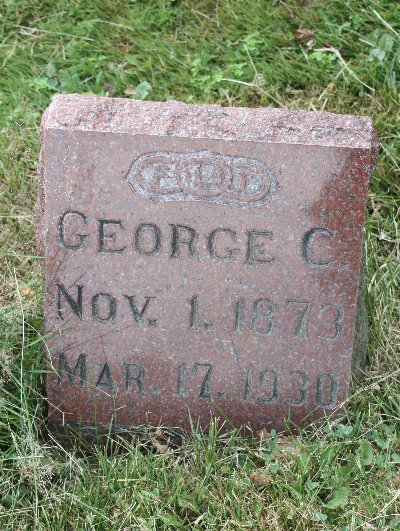 GEORGE C.
NOV. 1. 1873
MAR. 17. 1930